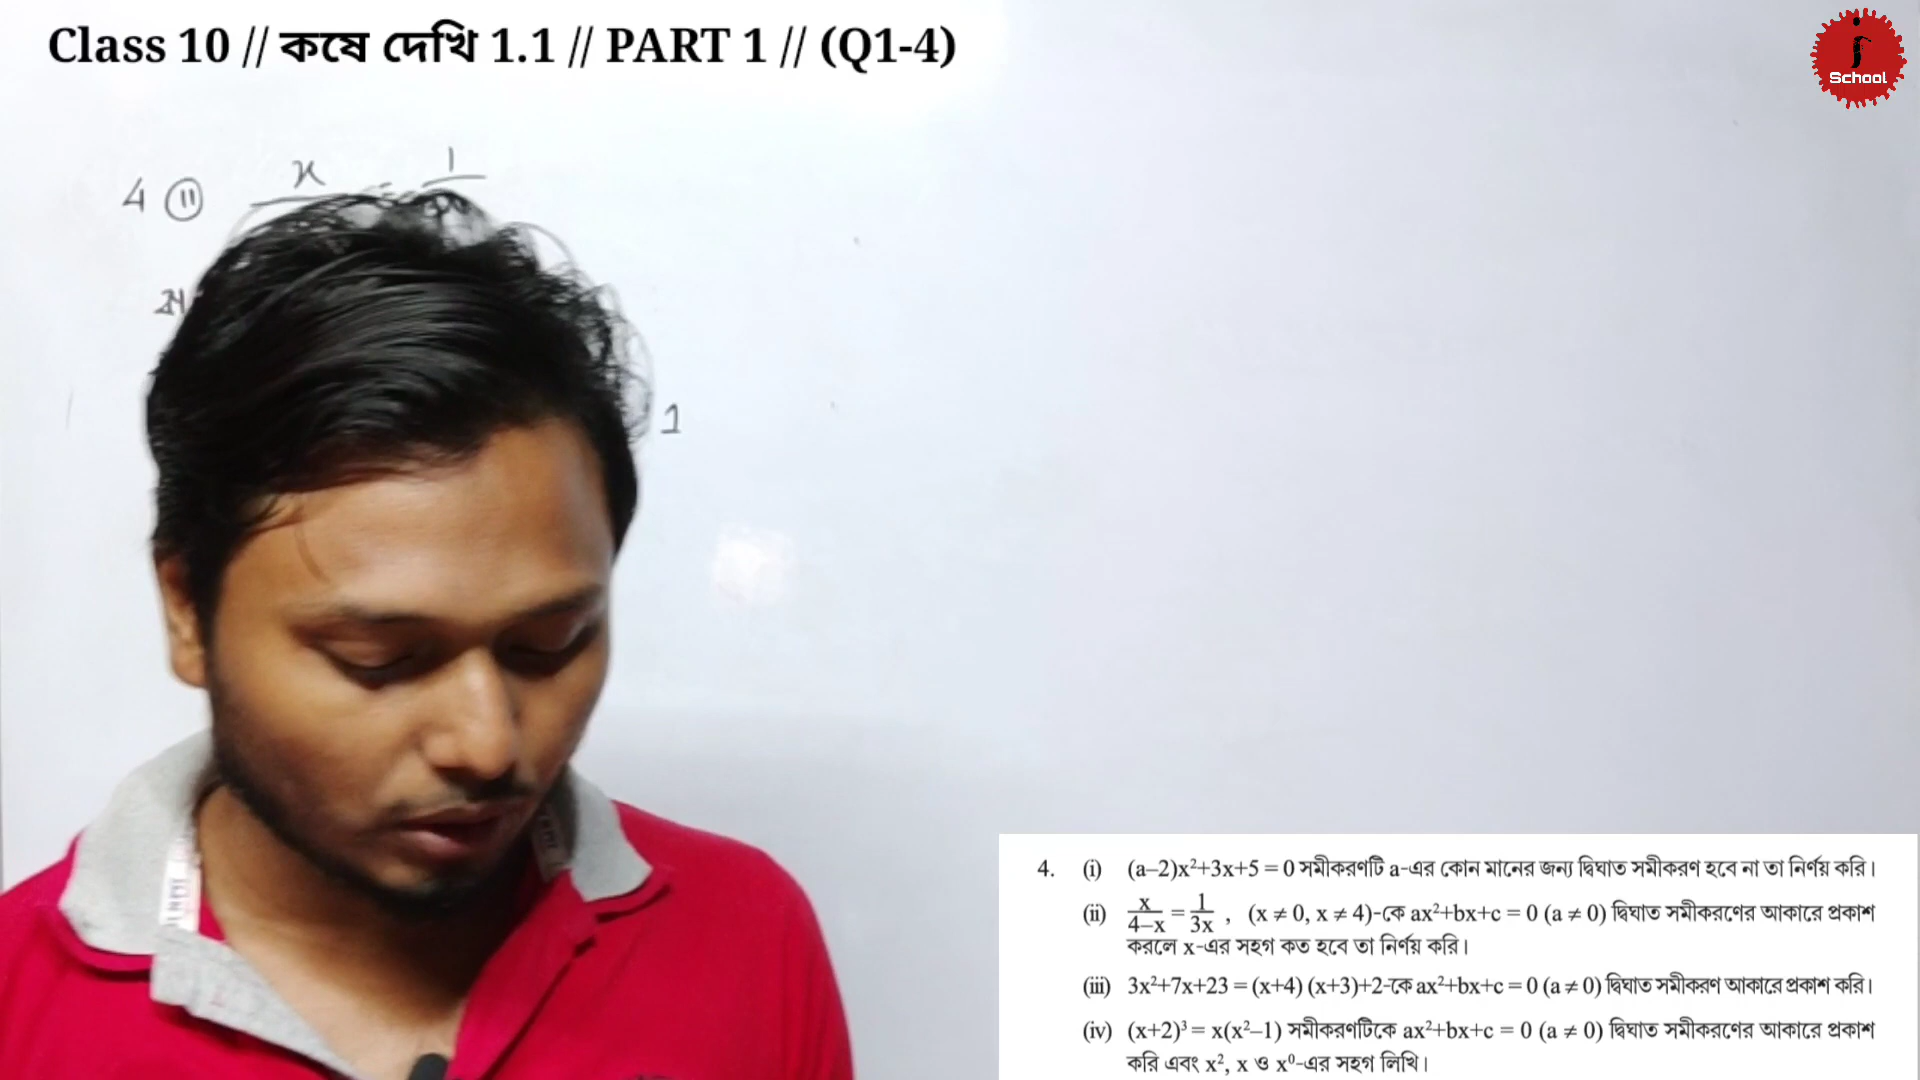 Class 10 // কষে দেখি 1.1 // PART 1 // (Q1-4)
School
4 (ii) x = 1
1
4. (i) (a–2)x²+3x+5 = 0 সমীকরণটি a-এর কোন মানের জন্য দ্বিঘাত সমীকরণ হবে না তা নির্ণয় করি।
(ii) x/4–x = 1/3x , (x ≠ 0, x ≠ 4)-কে ax²+bx+c = 0 (a ≠ 0) দ্বিঘাত সমীকরণের আকারে প্রকাশ
করলে x-এর সহগ কত হবে তা নির্ণয় করি।
(iii) 3x²+7x+23 = (x+4) (x+3)+2-কে ax²+bx+c = 0 (a ≠ 0) দ্বিঘাত সমীকরণ আকারে প্রকাশ করি।
(iv) (x+2)³ = x(x²–1) সমীকরণটিকে ax²+bx+c = 0 (a ≠ 0) দ্বিঘাত সমীকরণের আকারে প্রকাশ
করি এবং x², x ও x⁰-এর সহগ লিখি।